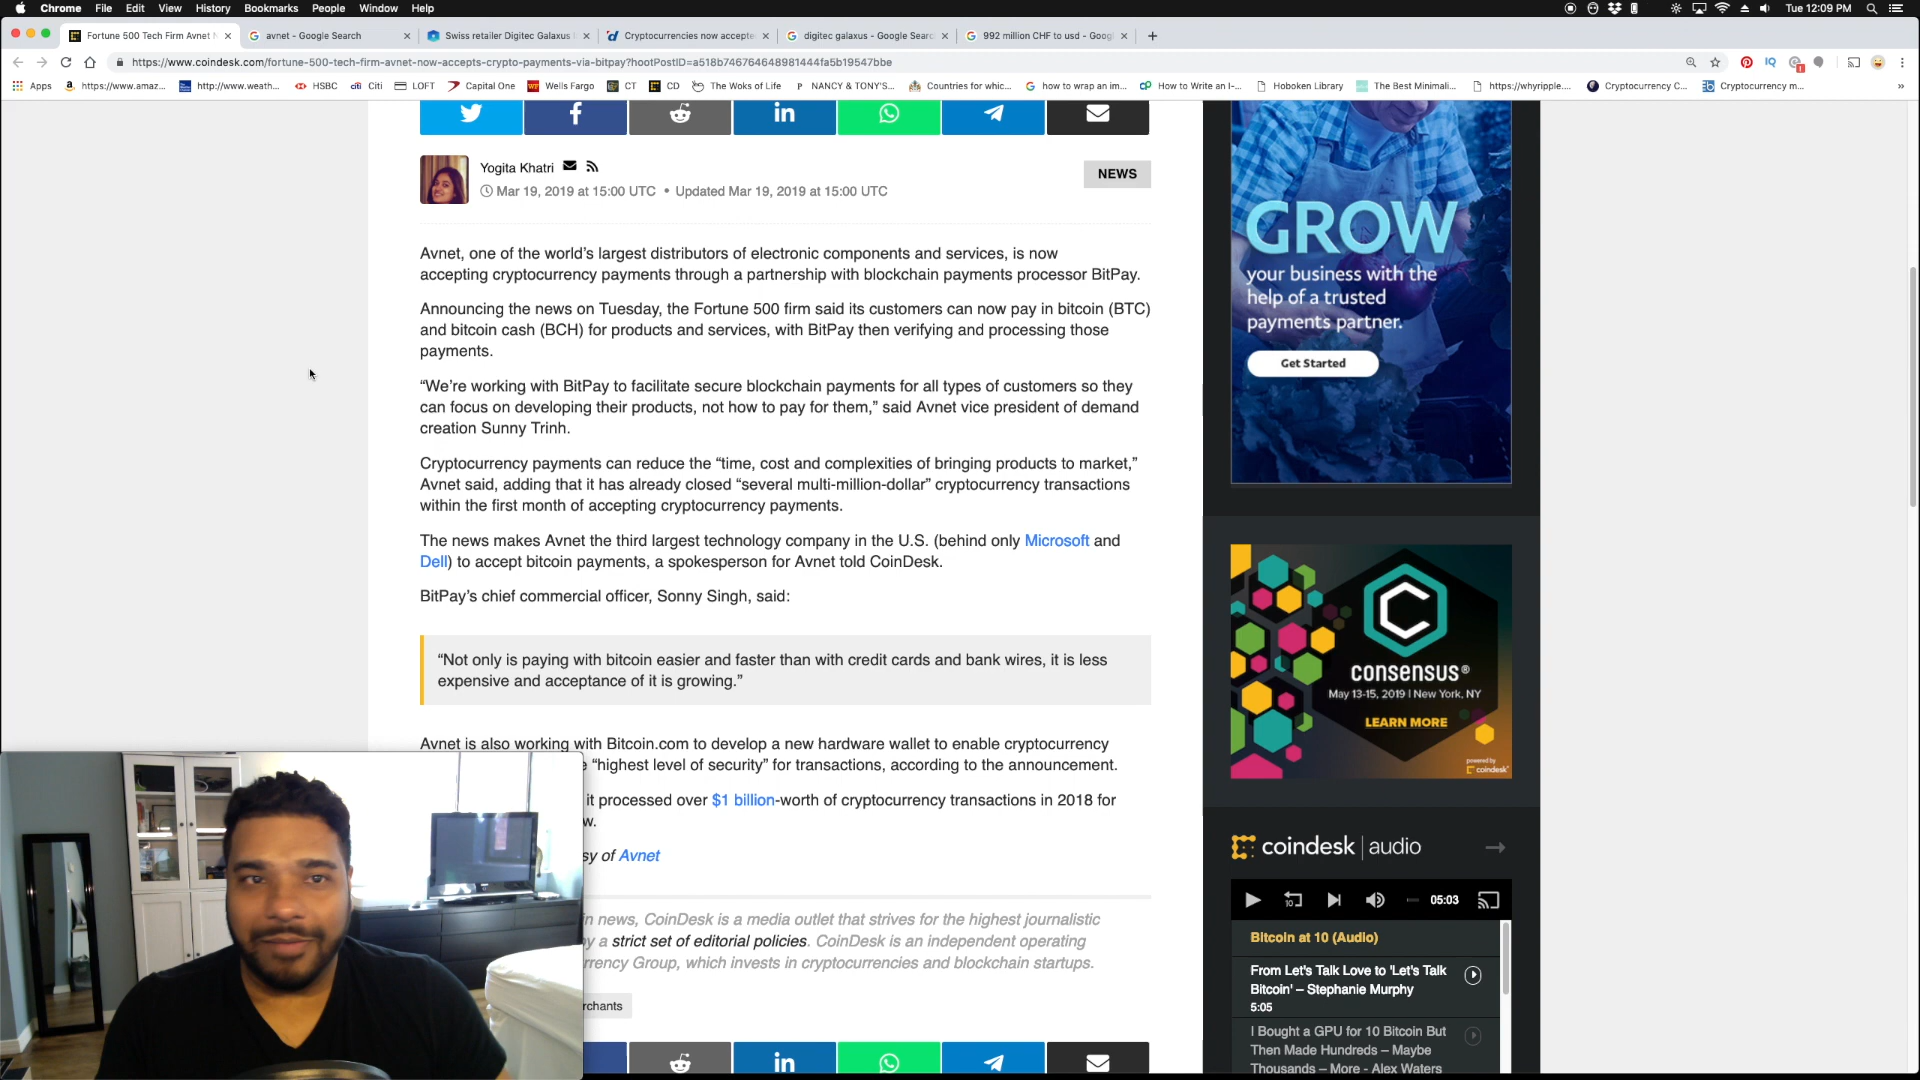 Chrome File Edit View History Bookmarks People Window Help Tue 12:09 PM
Fortune 500 Tech Firm Avnet N avnet - Google Search Swiss retailer Digitec Galaxus Cryptocurrencies now accepte digitec galaxus - Google Searc 992 million CHF to usd - Goog
https://www.coindesk.com/fortune-500-tech-firm-avnet-now-accepts-crypto-payments-via-bitpay?hootPostID=a518b746764648981444fa5b19547bbe
Apps https://www.amaz... http://www.weath... HSBC Citi LOFT Capital One Wells Fargo CT CD The Woks of Life NANCY & TONY'S... Countries for whic... how to wrap an im... How to Write an I-... Hoboken Library The Best Minimali... https://whyripple.... Cryptocurrency C... Cryptocurrency m...
Yogita Khatri
Mar 19, 2019 at 15:00 UTC • Updated Mar 19, 2019 at 15:00 UTC
NEWS
Avnet, one of the world’s largest distributors of electronic components and services, is now
accepting cryptocurrency payments through a partnership with blockchain payments processor BitPay.
Announcing the news on Tuesday, the Fortune 500 firm said its customers can now pay in bitcoin (BTC)
and bitcoin cash (BCH) for products and services, with BitPay then verifying and processing those
payments.
“We’re working with BitPay to facilitate secure blockchain payments for all types of customers so they
can focus on developing their products, not how to pay for them,” said Avnet vice president of demand
creation Sunny Trinh.
Cryptocurrency payments can reduce the “time, cost and complexities of bringing products to market,”
Avnet said, adding that it has already closed “several multi-million-dollar” cryptocurrency transactions
within the first month of accepting cryptocurrency payments.
The news makes Avnet the third largest technology company in the U.S. (behind only Microsoft and
Dell) to accept bitcoin payments, a spokesperson for Avnet told CoinDesk.
BitPay’s chief commercial officer, Sonny Singh, said:
“Not only is paying with bitcoin easier and faster than with credit cards and bank wires, it is less
expensive and acceptance of it is growing.”
Avnet is also working with Bitcoin.com to develop a new hardware wallet to enable cryptocurrency
e “highest level of security” for transactions, according to the announcement.
it processed over $1 billion-worth of cryptocurrency transactions in 2018 for
w.
sy of Avnet
in news, CoinDesk is a media outlet that strives for the highest journalistic
by a strict set of editorial policies. CoinDesk is an independent operating
rrency Group, which invests in cryptocurrencies and blockchain startups.
rchants
GROW
your business with the
help of a trusted
payments partner.
Get Started
C
consensus®
May 13-15, 2019 | New York, NY
LEARN MORE
powered by
coindesk
coindesk | audio
10 05:03
Bitcoin at 10 (Audio)
From Let's Talk Love to 'Let's Talk
Bitcoin' – Stephanie Murphy
5:05
I Bought a GPU for 10 Bitcoin But
Then Made Hundreds – Maybe
Thousands – More - Alex Waters